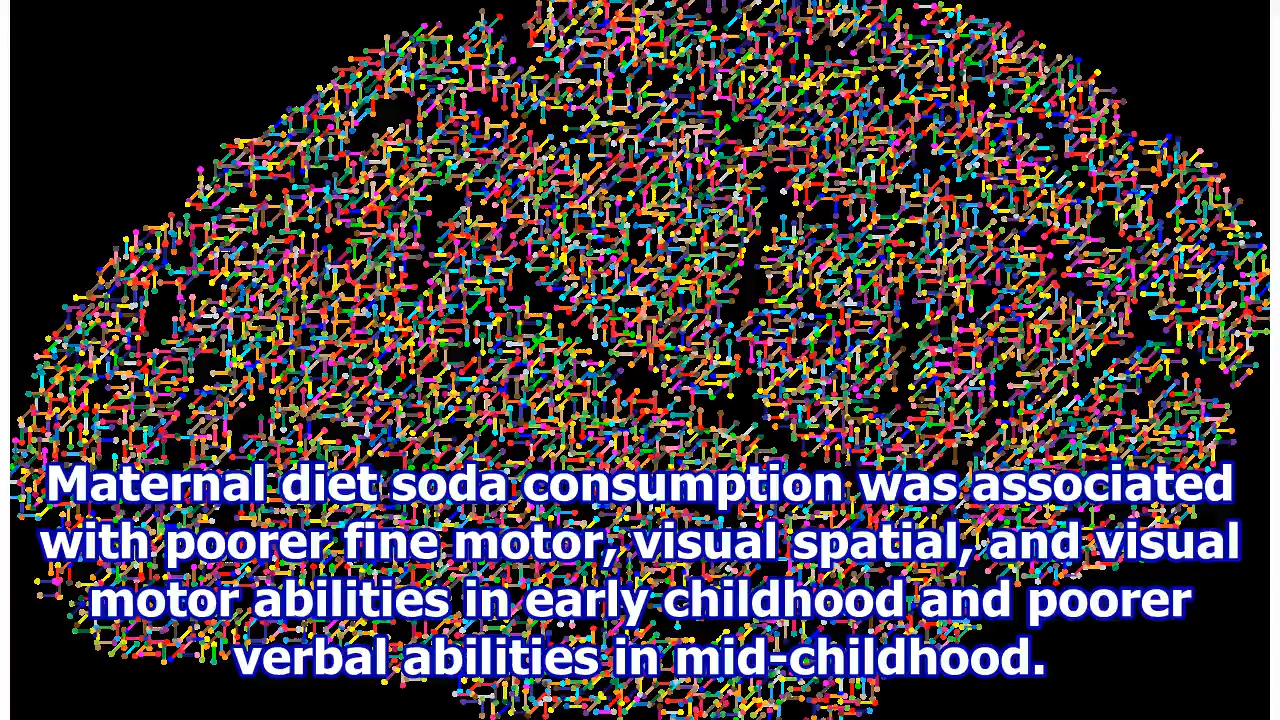 Maternal diet soda consumption was associated
with poorer fine motor, visual spatial, and visual
motor abilities in early childhood and poorer
verbal abilities in mid-childhood.